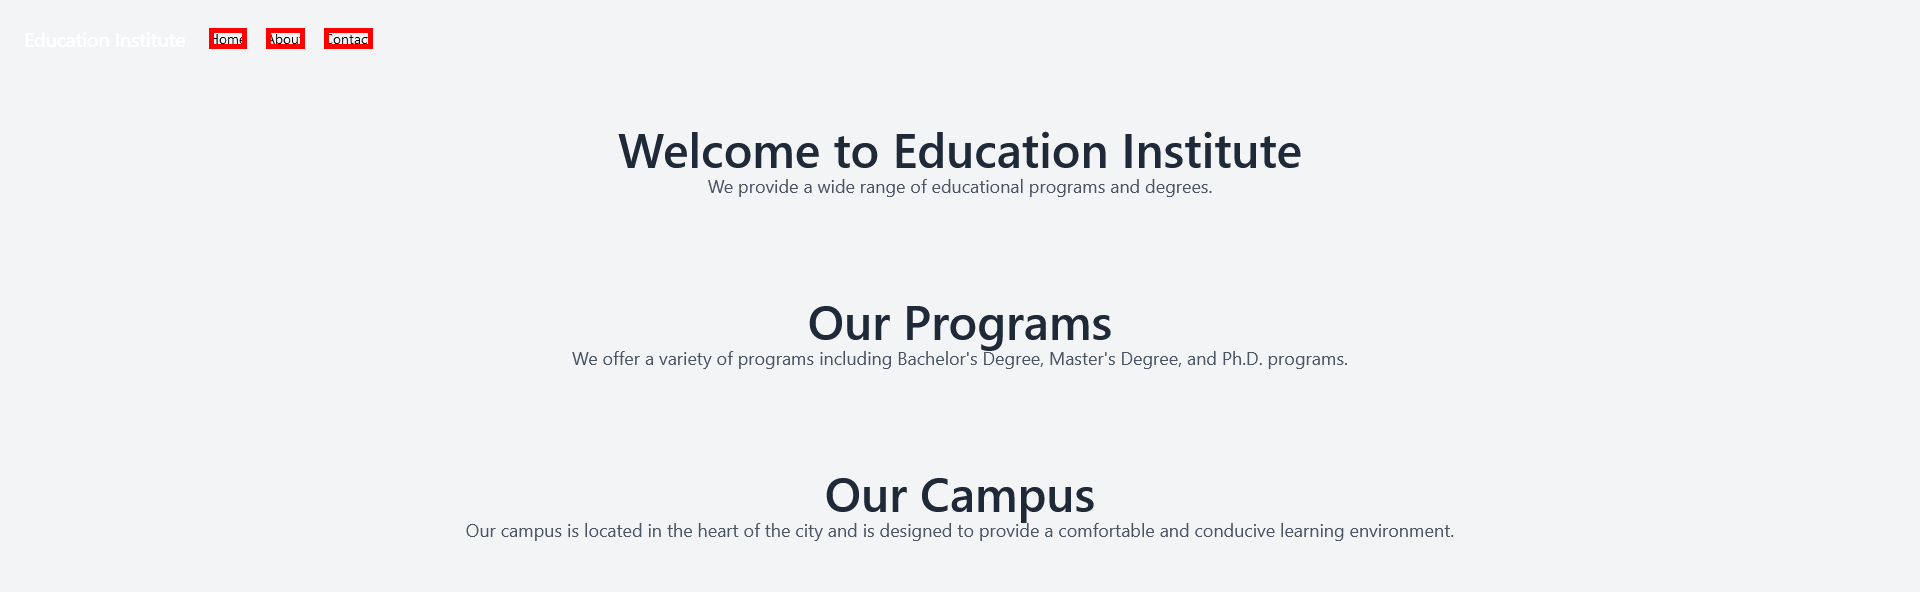 Education Institute Home About Contact
Welcome to Education Institute
We provide a wide range of educational programs and degrees.
Our Programs
We offer a variety of programs including Bachelor's Degree, Master's Degree, and Ph.D. programs.
Our Campus
Our campus is located in the heart of the city and is designed to provide a comfortable and conducive learning environment.